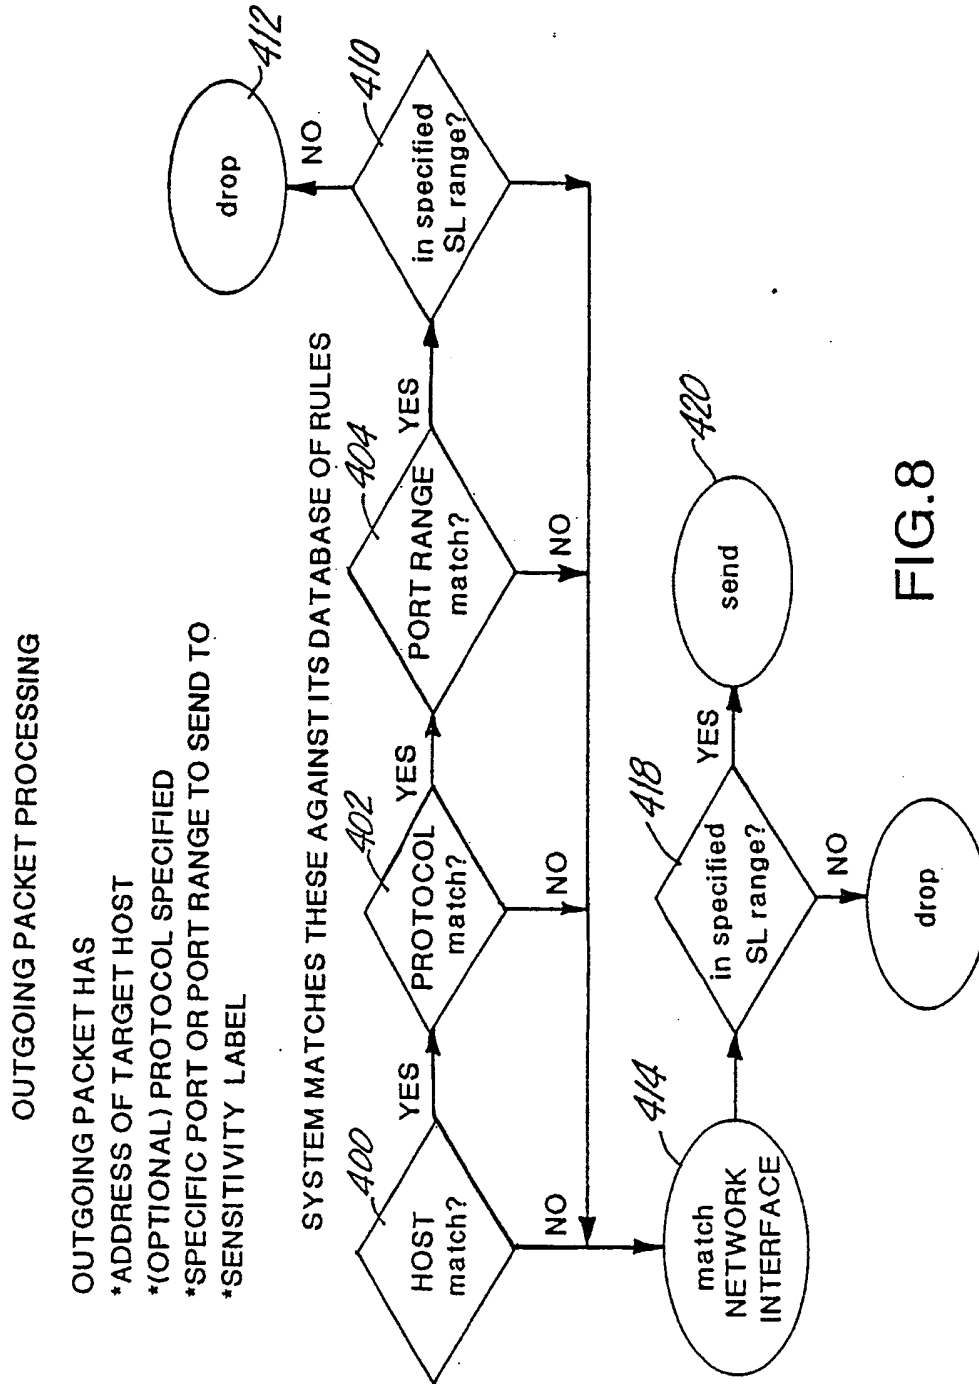 OUTGOING PACKET PROCESSING
OUTGOING PACKET HAS
*ADDRESS OF TARGET HOST
*(OPTIONAL) PROTOCOL SPECIFIED
*SPECIFIC PORT OR PORT RANGE TO SEND TO
*SENSITIVITY LABEL
SYSTEM MATCHES THESE AGAINST ITS DATABASE OF RULES
400
HOST
match?
YES
NO
402
PROTOCOL
match?
YES
NO
404
PORT RANGE
match?
YES
NO
410
in specified
SL range?
NO
412
drop
414
match
NETWORK
INTERFACE
418
in specified
SL range?
YES
NO
420
send
drop
FIG.8